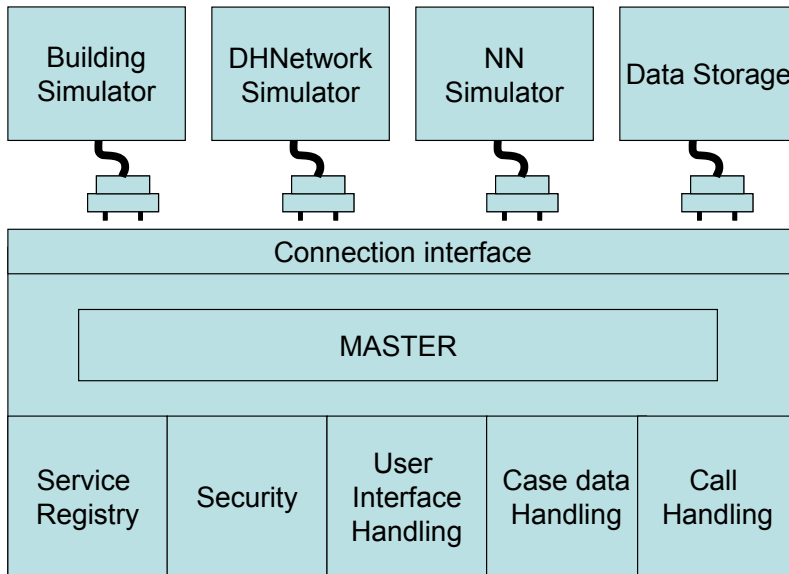 Building
Simulator
DHNetwork
Simulator
NN
Simulator
Data Storage
Connection interface
MASTER
Service
Registry
Security
User
Interface
Handling
Case data
Handling
Call
Handling